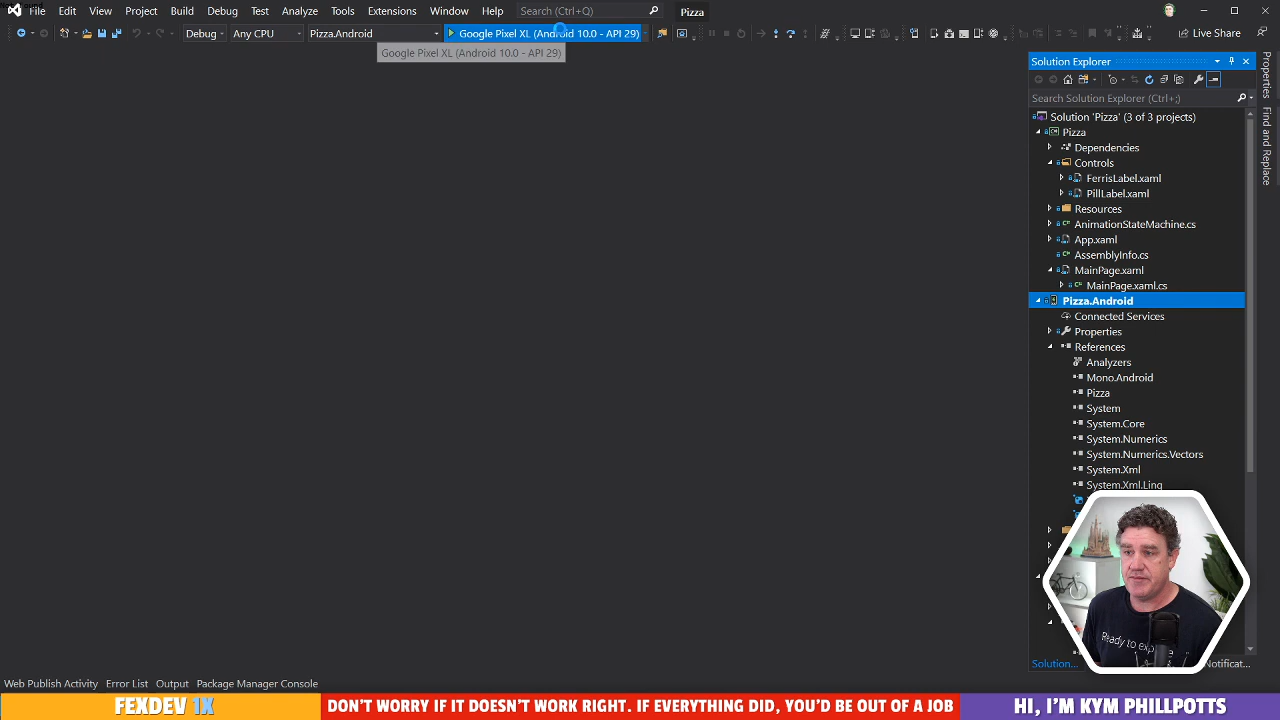 File Edit View Project Build Debug Test Analyze Tools Extensions Window Help Search (Ctrl+Q) Pizza
Debug Any CPU Pizza.Android Google Pixel XL (Android 10.0 - API 29) Live Share
Google Pixel XL (Android 10.0 - API 29)
Solution Explorer
Search Solution Explorer (Ctrl+;)
Solution 'Pizza' (3 of 3 projects)
Pizza
Dependencies
Controls
FerrisLabel.xaml
PillLabel.xaml
Resources
AnimationStateMachine.cs
App.xaml
AssemblyInfo.cs
MainPage.xaml
MainPage.xaml.cs
Pizza.Android
Connected Services
Properties
References
Analyzers
Mono.Android
Pizza
System
System.Core
System.Numerics
System.Numerics.Vectors
System.Xml
System.Xml.Linq
Properties
Find and Replace
Ready to explo
Solution... Notificat...
Web Publish Activity Error List Output Package Manager Console
FEXDEV 1X DON'T WORRY IF IT DOESN'T WORK RIGHT. IF EVERYTHING DID, YOU'D BE OUT OF A JOB HI, I'M KYM PHILLPOTTS